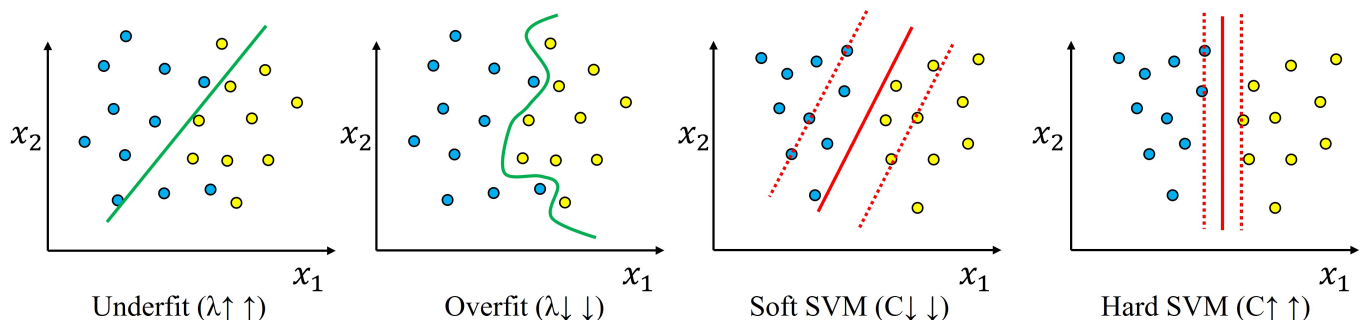 x₂
x₁
Underfit (λ↑ ↑)
x₂
x₁
Overfit (λ↓ ↓)
x₂
x₁
Soft SVM (C↓ ↓)
x₂
x₁
Hard SVM (C↑ ↑)